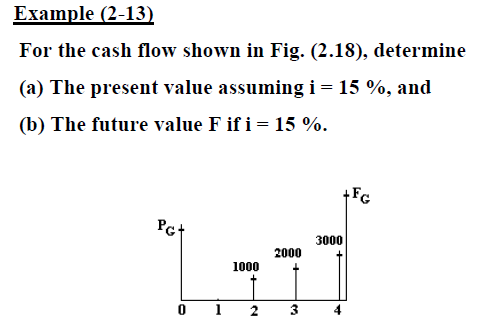 Example (2-13)
For the cash flow shown in Fig. (2.18), determine
(a) The present value assuming i = 15 %, and
(b) The future value F if i = 15 %.
FG
PG
3000
2000
1000
0 1 2 3 4